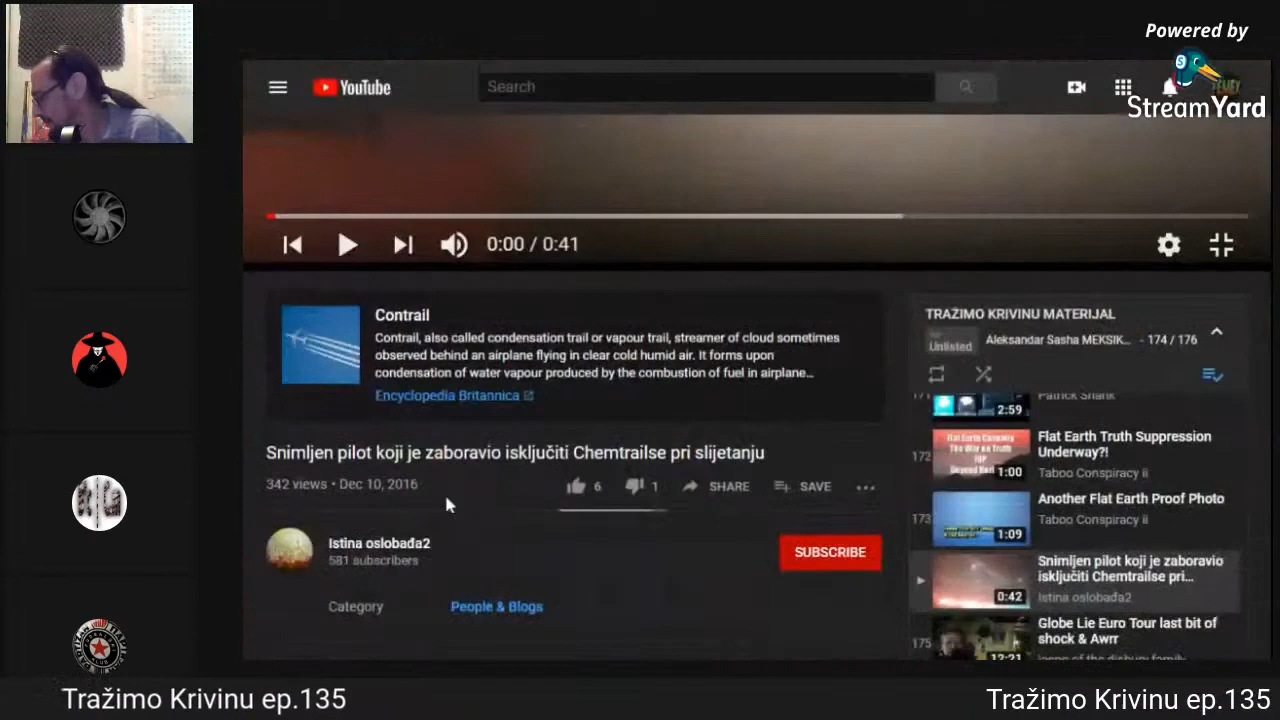 Powered by
StreamYard
YouTube
Search
0:00 / 0:41
Contrail
Contrail, also called condensation trail or vapour trail, streamer of cloud sometimes
observed behind an airplane flying in clear cold humid air. It forms upon
condensation of water vapour produced by the combustion of fuel in airplane...
Encyclopedia Britannica
Snimljen pilot koji je zaboravio isključiti Chemtrailse pri slijetanju
342 views • Dec 10, 2016
6
1
SHARE
SAVE
Istina oslobađa2
581 subscribers
SUBSCRIBE
Category
People & Blogs
TRAŽIMO KRIVINU MATERIJAL
Unlisted
Aleksandar Sasha MEKSIK... - 174 / 176
171
2:59
Patrick Shank
172
1:00
Flat Earth Truth Suppression
Underway?!
Taboo Conspiracy ii
173
1:09
Another Flat Earth Proof Photo
Taboo Conspiracy ii
0:42
Snimljen pilot koji je zaboravio
isključiti Chemtrailse pri...
Istina oslobađa2
175
12:21
Globe Lie Euro Tour last bit of
shock & Awrr
Tražimo Krivinu ep.135
Tražimo Krivinu ep.135